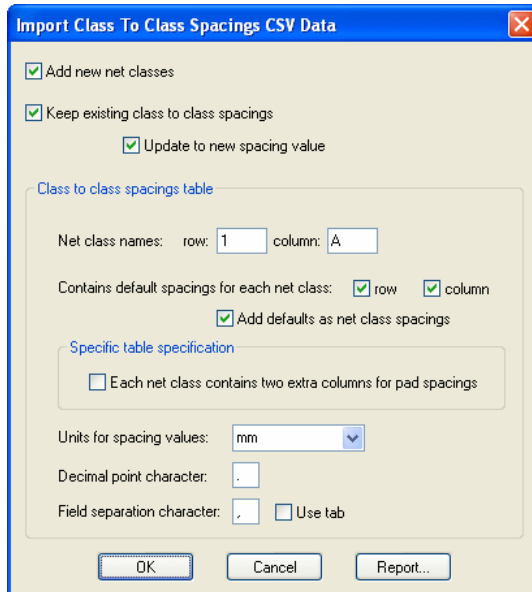 Import Class To Class Spacings CSV Data
Add new net classes
Keep existing class to class spacings
Update to new spacing value
Class to class spacings table
Net class names: row: 1 column: A
Contains default spacings for each net class: row column
Add defaults as net class spacings
Specific table specification
Each net class contains two extra columns for pad spacings
Units for spacing values: mm
Decimal point character: .
Field separation character: , Use tab
OK Cancel Report...